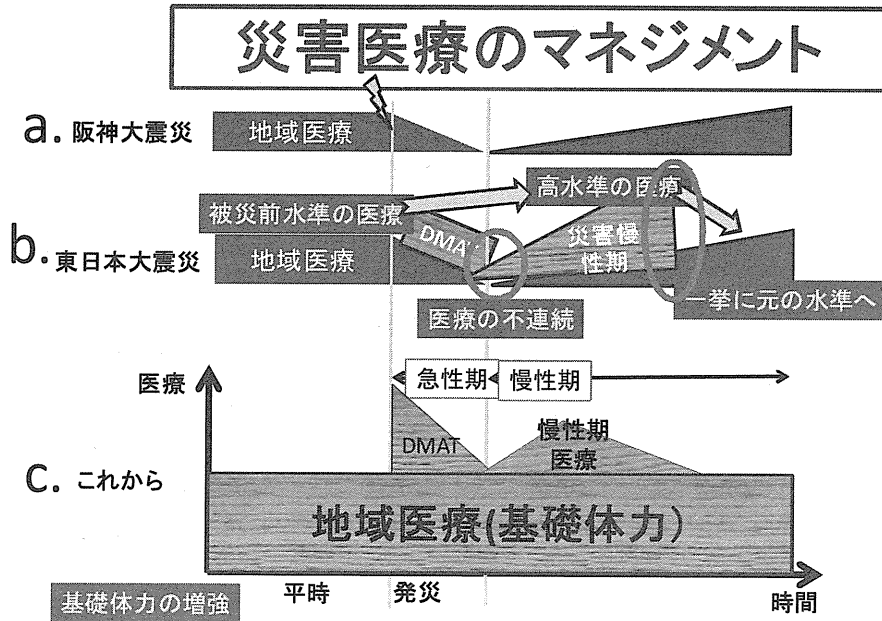 災害医療のマネジメント
a. 阪神大震災
地域医療
被災前水準の医療
高水準の医療
b. 東日本大震災
地域医療
DMAT
災害慢
性期
医療の不連続
一挙に元の水準へ
医療
急性期
慢性期
DMAT
慢性期
医療
c. これから
地域医療(基礎体力)
基礎体力の増強
平時
発災
時間